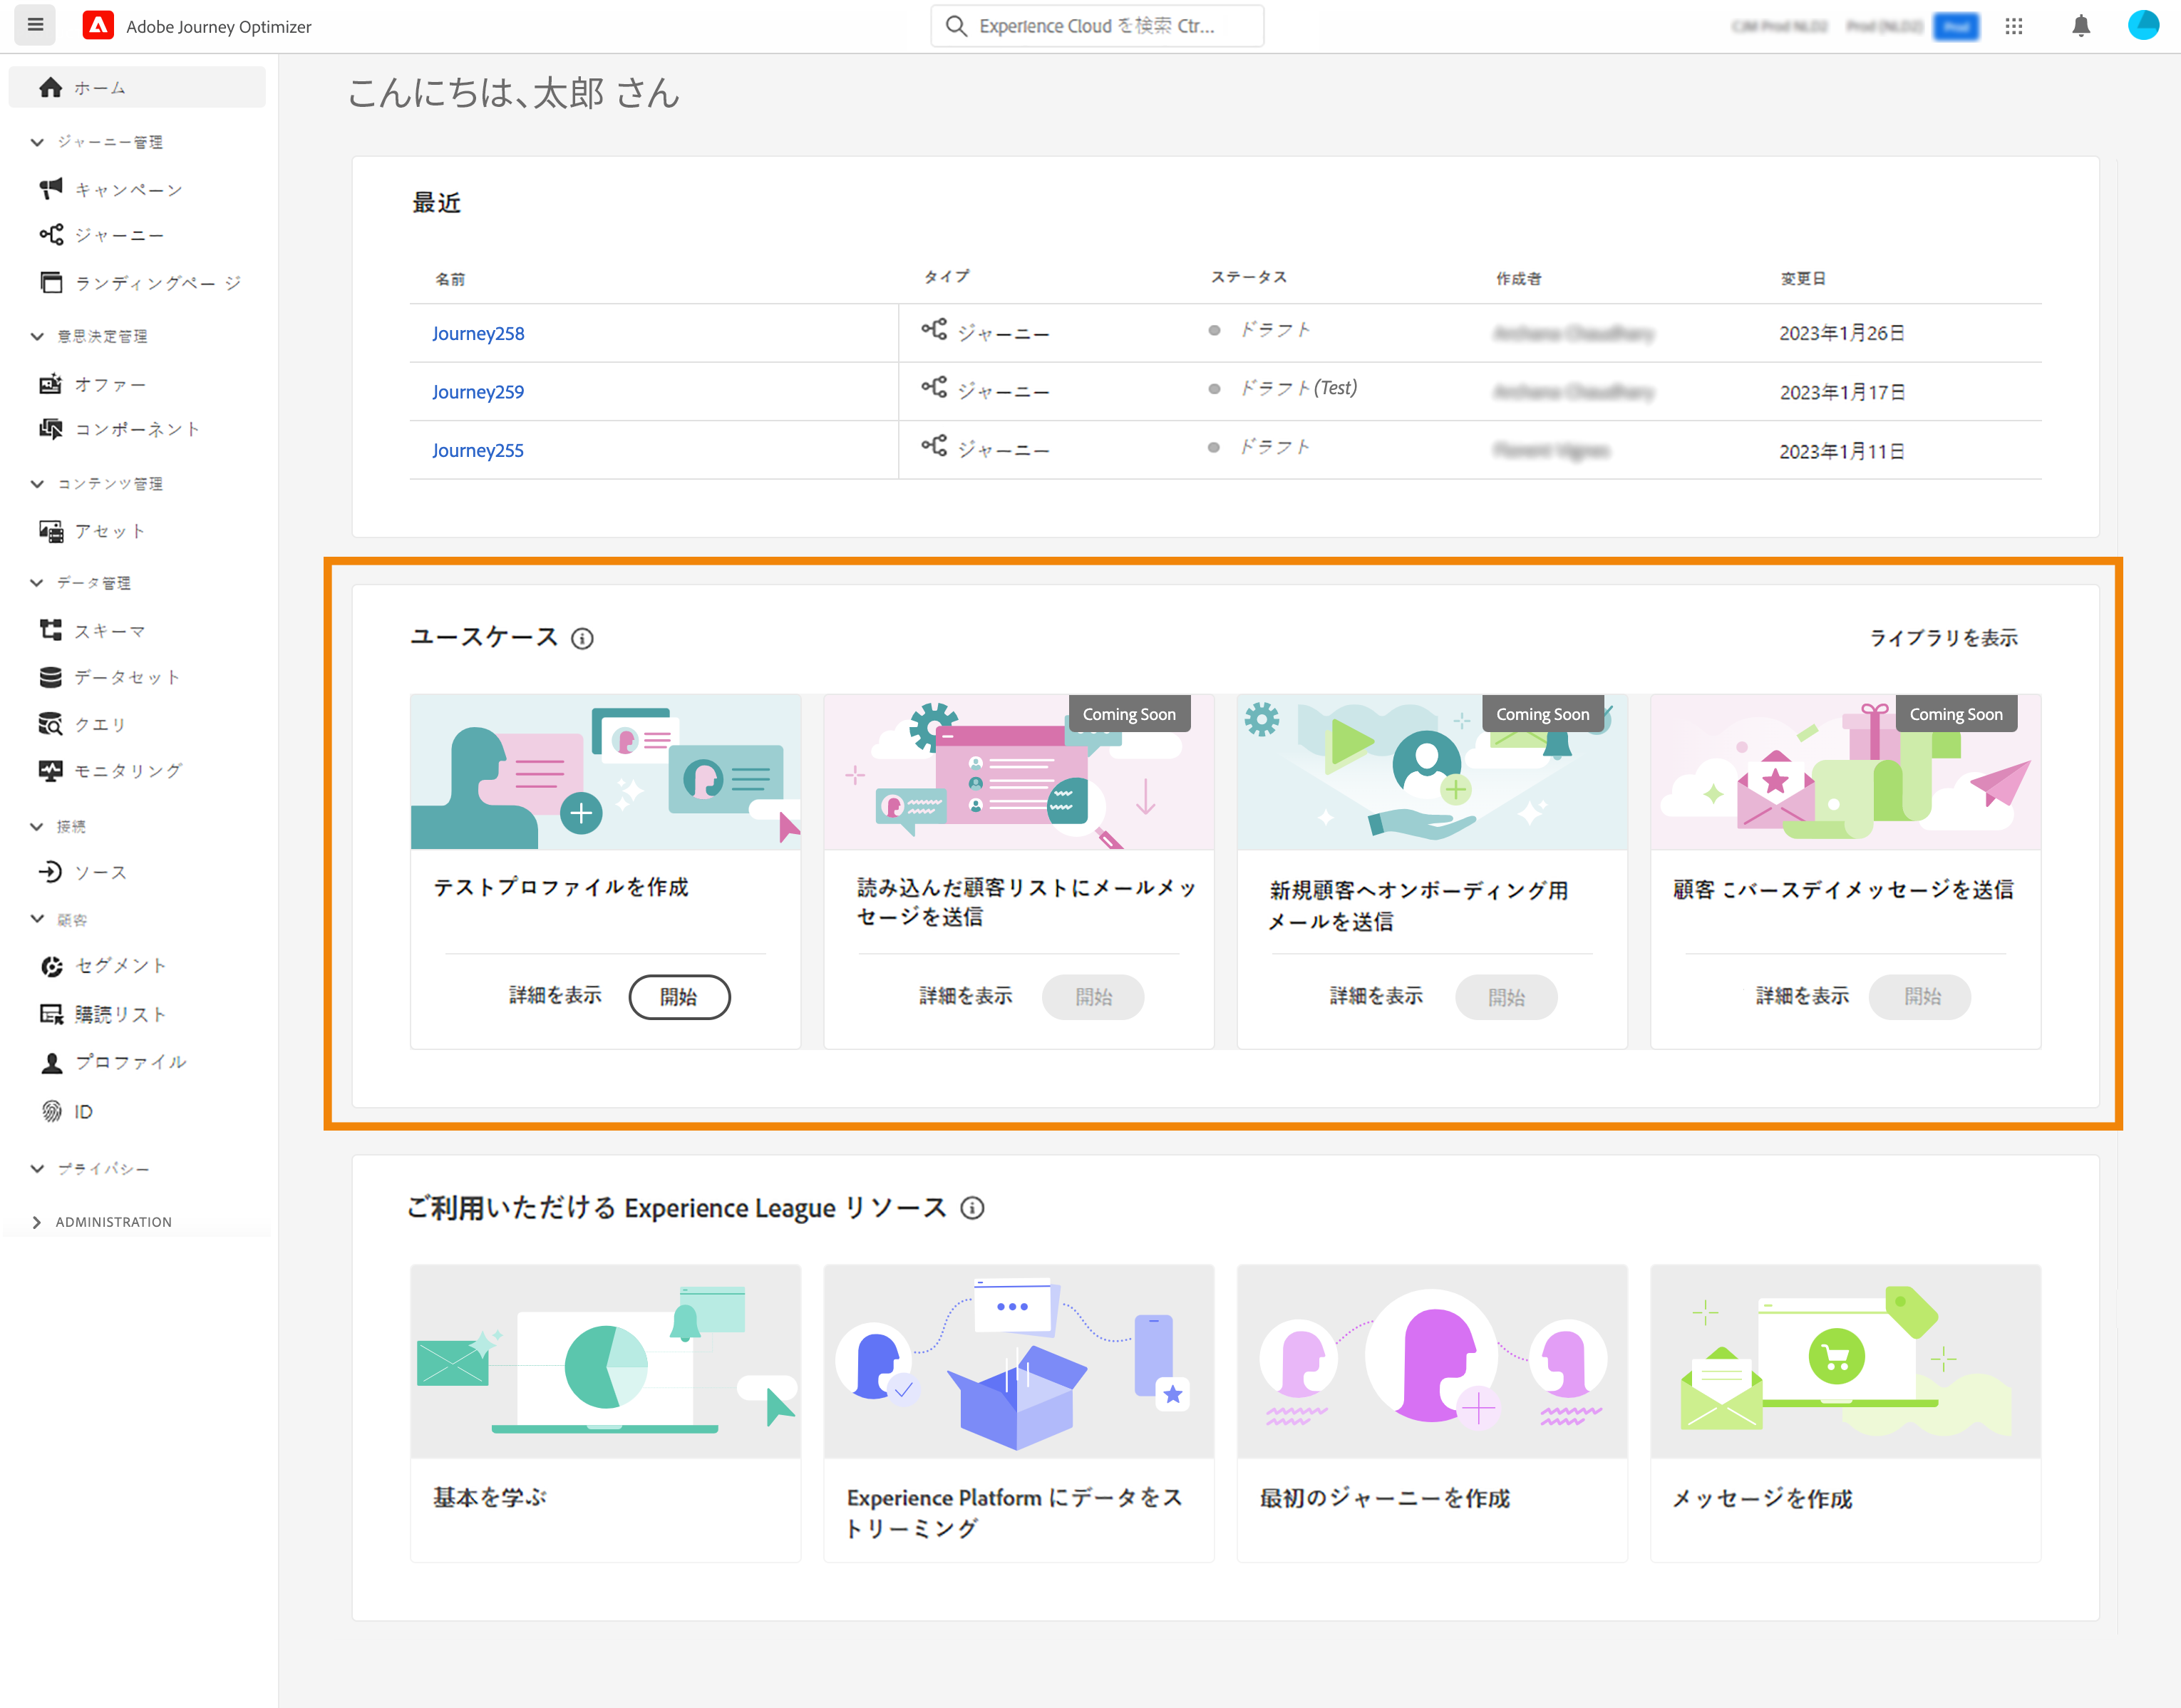 Adobe Journey Optimizer
Experience Cloud を検索 Ctr...
ホーム
ジャーニー管理
キャンペーン
ジャーニー
ランディングペー ジ
意思決定管理
オファー
コンポーネント
コンテンツ管理
アセット
データ管理
スキーマ
データセット
クエリ
モニタリング
接続
ソース
顧客
セグメント
購読リスト
プロファイル
ID
プライバシー
ADMINISTRATION
こんにちは、太郎 さん
最近
名前 タイプ ステータス 作成者 変更日
Journey258 ジャーニー ドラフト 2023年1月26日
Journey259 ジャーニー ドラフト(Test) 2023年1月17日
Journey255 ジャーニー ドラフト 2023年1月11日
ユースケース ライブラリを表示
テストプロファイルを作成
詳細を表示 開始
Coming Soon
読み込んだ顧客リストにメールメッ
セージを送信
詳細を表示 開始
Coming Soon
新規顧客へオンボーディング用
メールを送信
詳細を表示 開始
Coming Soon
顧客 こバースデイメッセージを送信
詳細を表示 開始
ご利用いただける Experience League リソース
基本を学ぶ
Experience Platform にデータをス
トリーミング
最初のジャーニーを作成
メッセージを作成